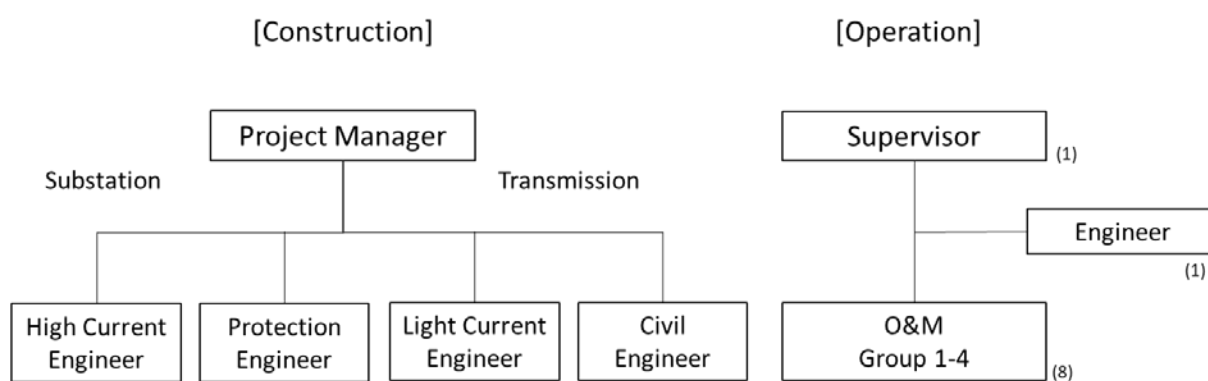 [Construction]
[Operation]
Project Manager
Supervisor
(1)
Substation
Transmission
Engineer
(1)
High Current
Engineer
Protection
Engineer
Light Current
Engineer
Civil
Engineer
O&M
Group 1-4
(8)